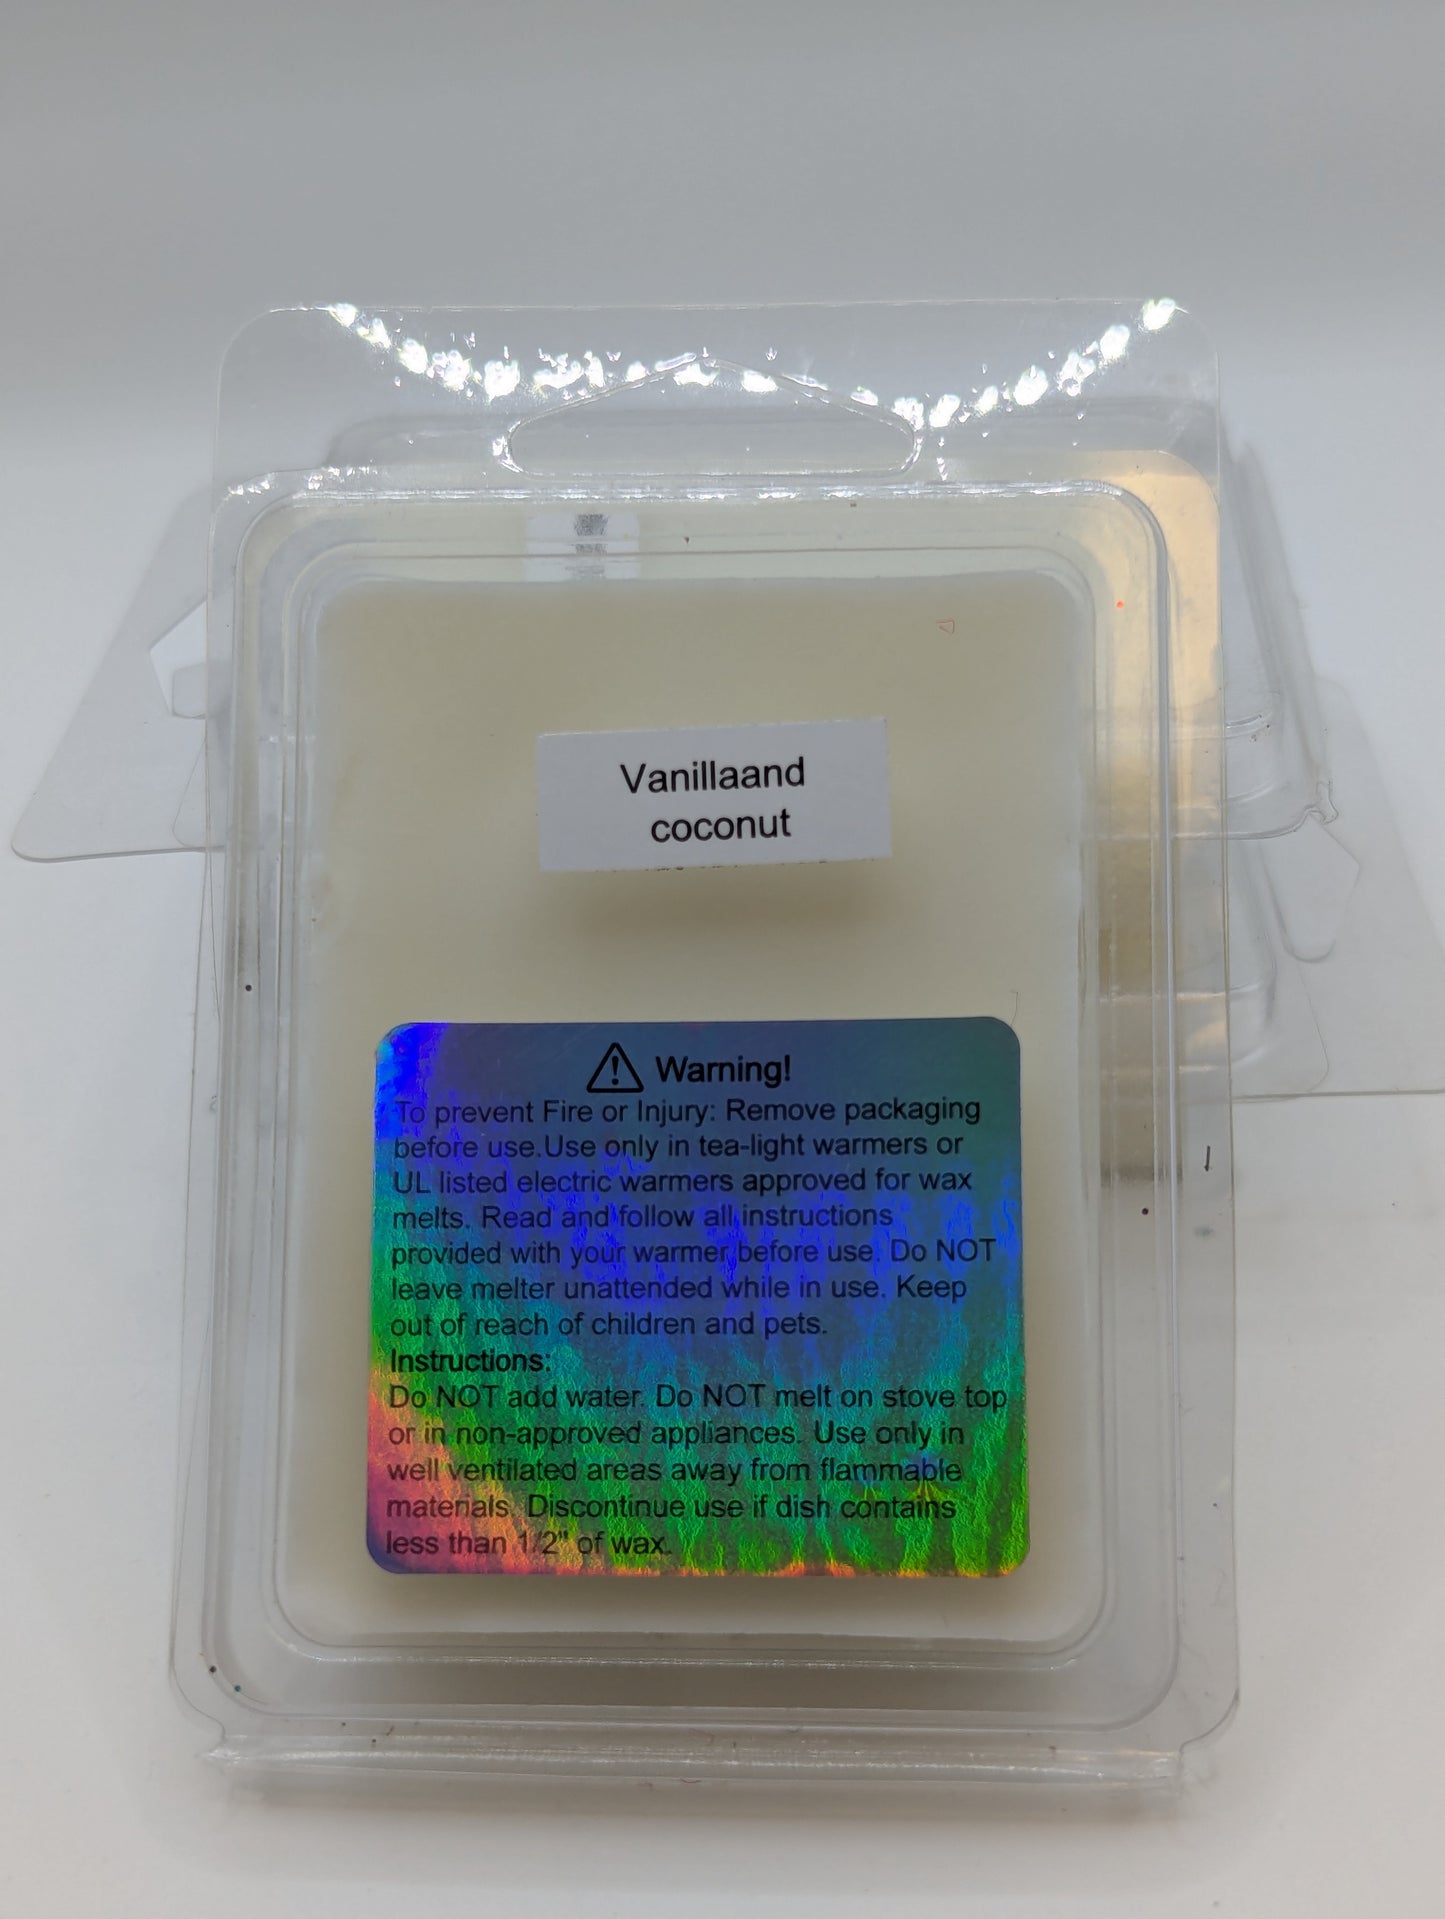 Vanillaand
coconut
Warning!
To prevent Fire or Injury: Remove packaging
before use.Use only in tea-light warmers or
UL listed electric warmers approved for wax
melts. Read and follow all instructions
provided with your warmer before use. Do NOT
leave melter unattended while in use. Keep
out of reach of children and pets.
Instructions:
Do NOT add water. Do NOT melt on stove top
or in non-approved appliances. Use only in
well ventilated areas away from flammable
materials. Discontinue use if dish contains
less than 1/2" of wax.